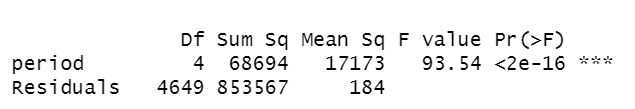 Df Sum Sq Mean Sq F value Pr(>F)
period 4 68694 17173 93.54 <2e-16 ***
Residuals 4649 853567 184